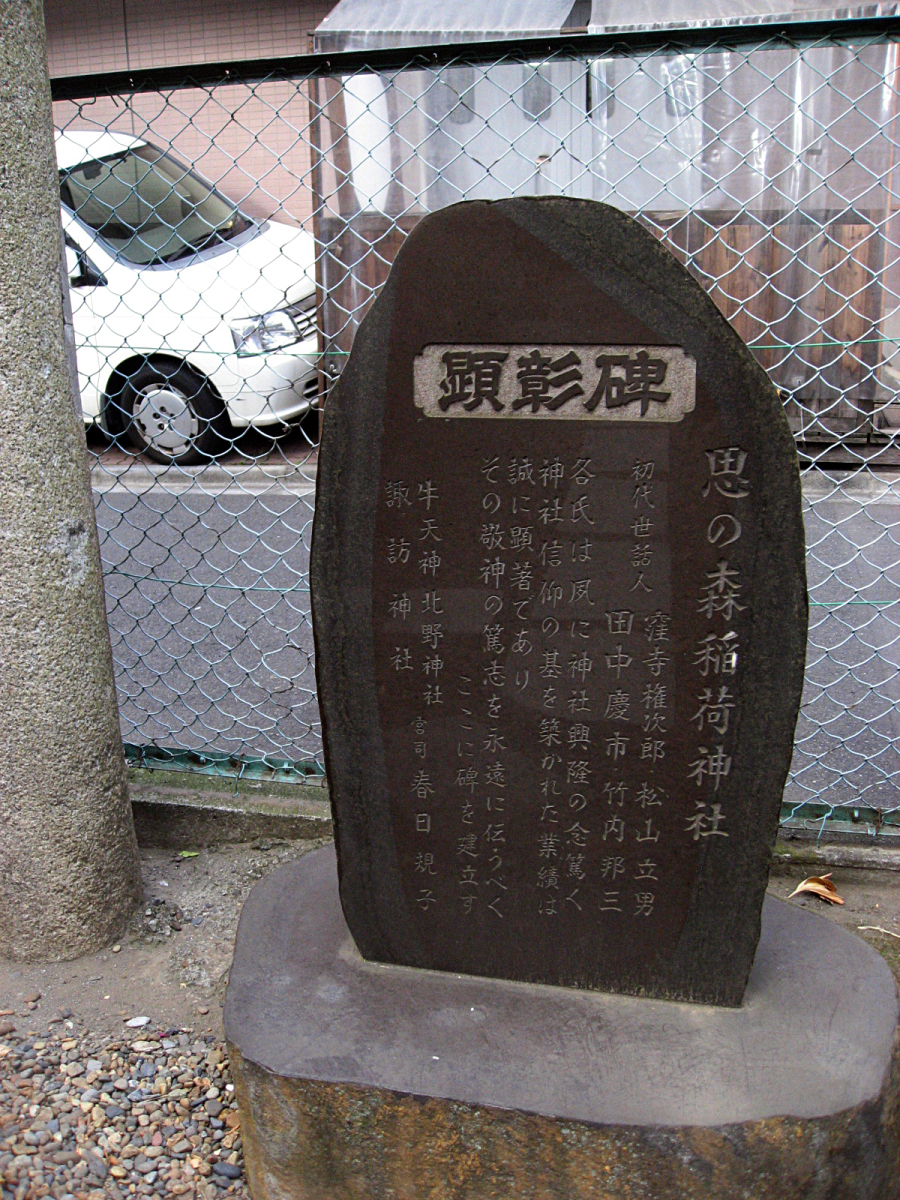 顕彰碑
思の森稲荷神社
初代世話人 窪寺権次郎 松山立男
田中慶市 竹内邦三
各氏は夙に神社興隆の念篤く
神社信仰の基を築かれた業績は
誠に顕著であり
その敬神の篤志を永遠に伝うべく
ここに碑を建立す
牛天神北野神社 宮司 春日規子
諏訪神社